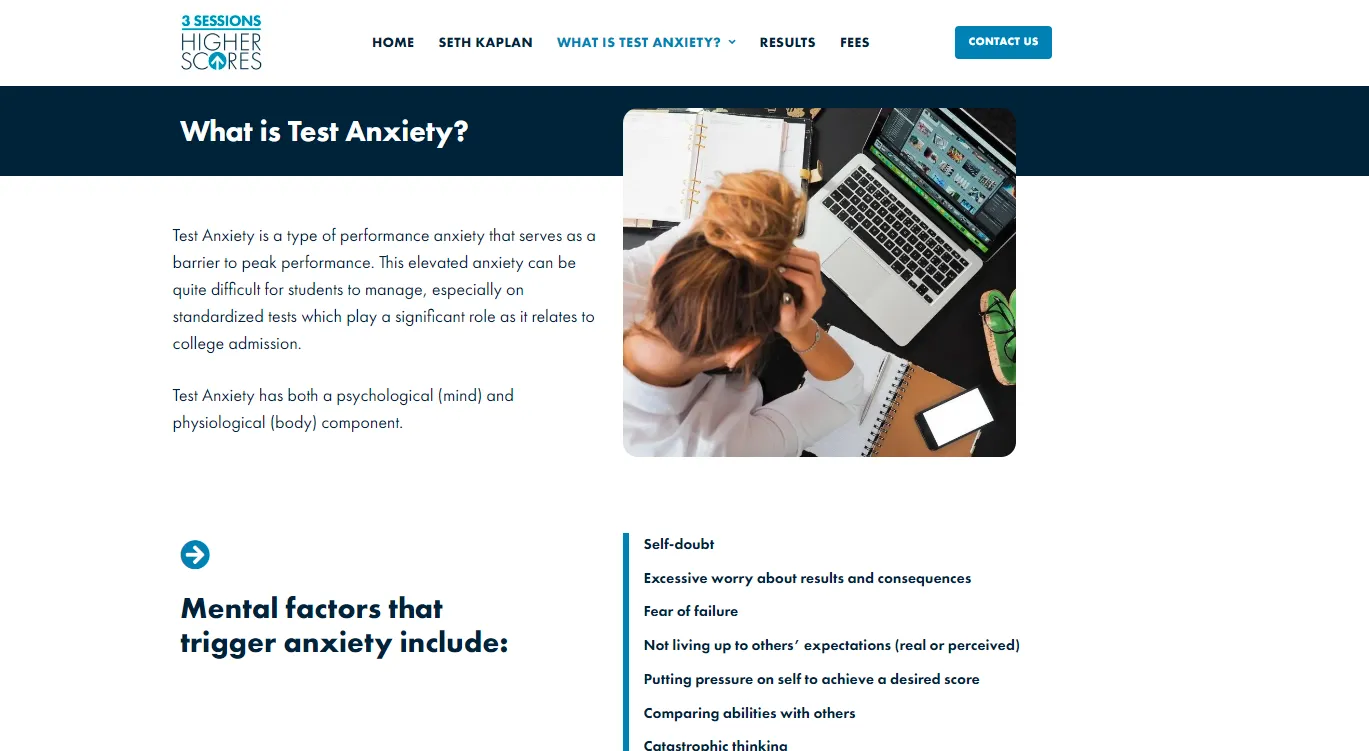 3 SESSIONS
HIGHER
SCORES
HOME SETH KAPLAN WHAT IS TEST ANXIETY? RESULTS FEES
CONTACT US
What is Test Anxiety?
Test Anxiety is a type of performance anxiety that serves as a
barrier to peak performance. This elevated anxiety can be
quite difficult for students to manage, especially on
standardized tests which play a significant role as it relates to
college admission.
Test Anxiety has both a psychological (mind) and
physiological (body) component.
Mental factors that
trigger anxiety include:
Self-doubt
Excessive worry about results and consequences
Fear of failure
Not living up to others’ expectations (real or perceived)
Putting pressure on self to achieve a desired score
Comparing abilities with others
Catastrophic thinking